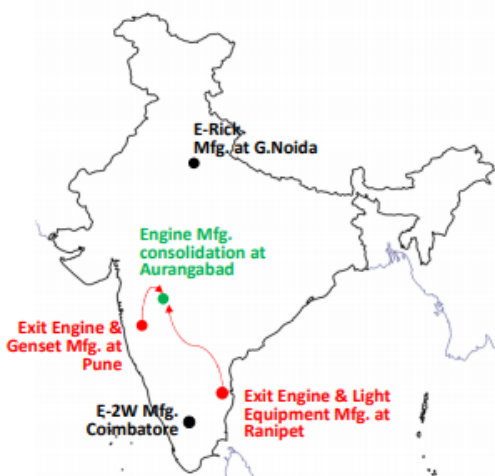 E-Rick.
Mfg. at G.Noida
Engine Mfg.
consolidation at
Aurangabad
Exit Engine &
Genset Mfg. at
Pune
Exit Engine & Light
Equipment Mfg. at
Ranipet
E-2W Mfg.
Coimbatore